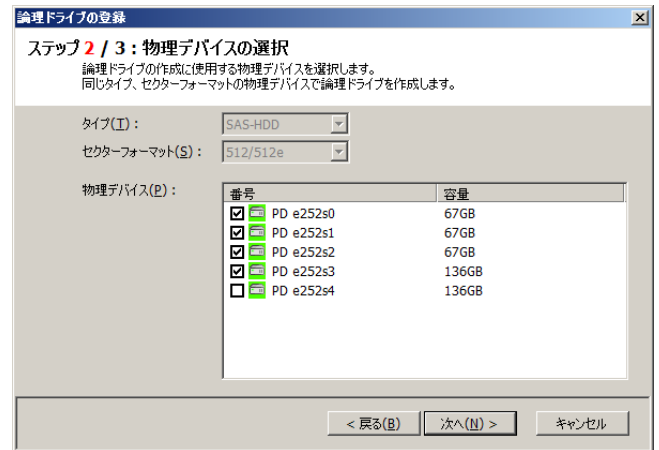 論理ドライブの登録
ステップ 2 / 3：物理デバイスの選択
論理ドライブの作成に使用する物理デバイスを選択します。
同じタイプ、セクターフォーマットの物理デバイスで論理ドライブを作成します。
タイプ(T)： SAS-HDD
セクターフォーマット(S)： 512/512e
物理デバイス(P)： 番号 容量
PD e252s0 67GB
PD e252s1 67GB
PD e252s2 67GB
PD e252s3 136GB
PD e252s4 136GB
< 戻る(B) 次へ(N) > キャンセル